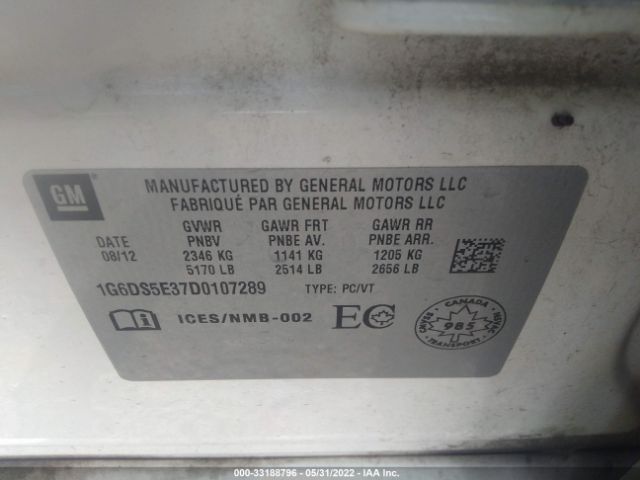 GM
MANUFACTURED BY GENERAL MOTORS LLC
FABRIQUÉ PAR GENERAL MOTORS LLC
GVWR GAWR FRT GAWR RR
DATE PNBV PNBE AV. PNBE ARR.
08/12 2346 KG 1141 KG 1205 KG
5170 LB 2514 LB 2656 LB
1G6DS5E37D0107289 TYPE: PC/VT
i ICES/NMB-002 EC
CANADA
CMVSS 985 NSVAC
TRANSPORT
000-33188796 - 05/31/2022 - IAA Inc.